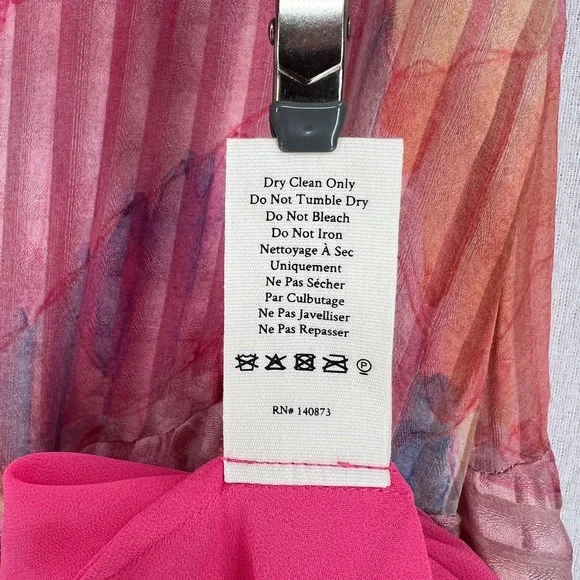 Dry Clean Only
Do Not Tumble Dry
Do Not Bleach
Do Not Iron
Nettoyage À Sec
Uniquement
Ne Pas Sécher
Par Culbutage
Ne Pas Javelliser
Ne Pas Repasser
P
RN# 140873